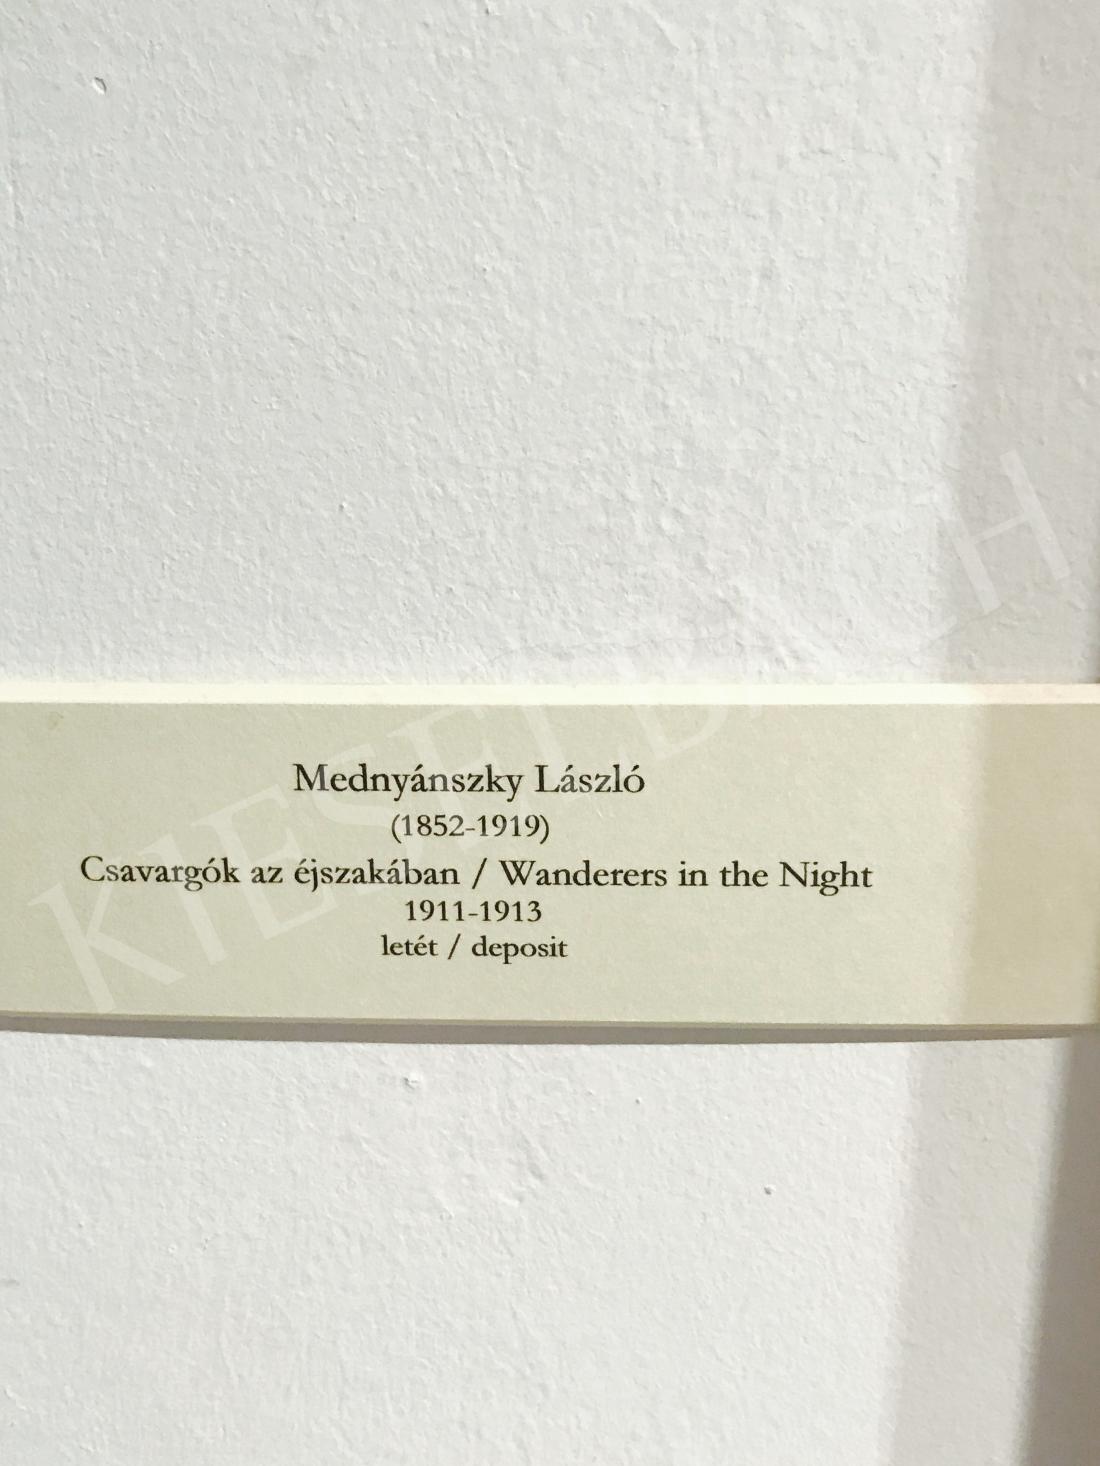 Mednyánszky László
(1852-1919)
Csavargók az éjszakában / Wanderers in the Night
1911-1913
letét / deposit
KIESELBACH